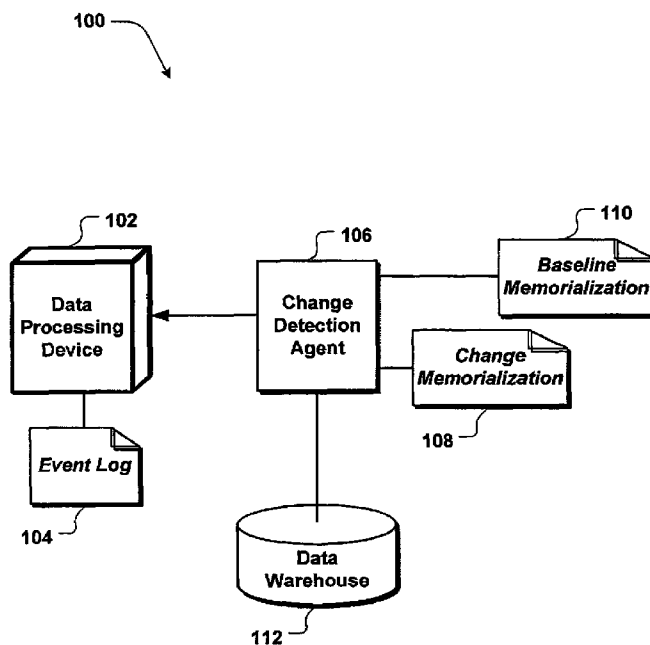 100
102
Data
Processing
Device
Event Log
104
106
Change
Detection
Agent
110
Baseline
Memorialization
Change
Memorialization
108
Data
Warehouse
112